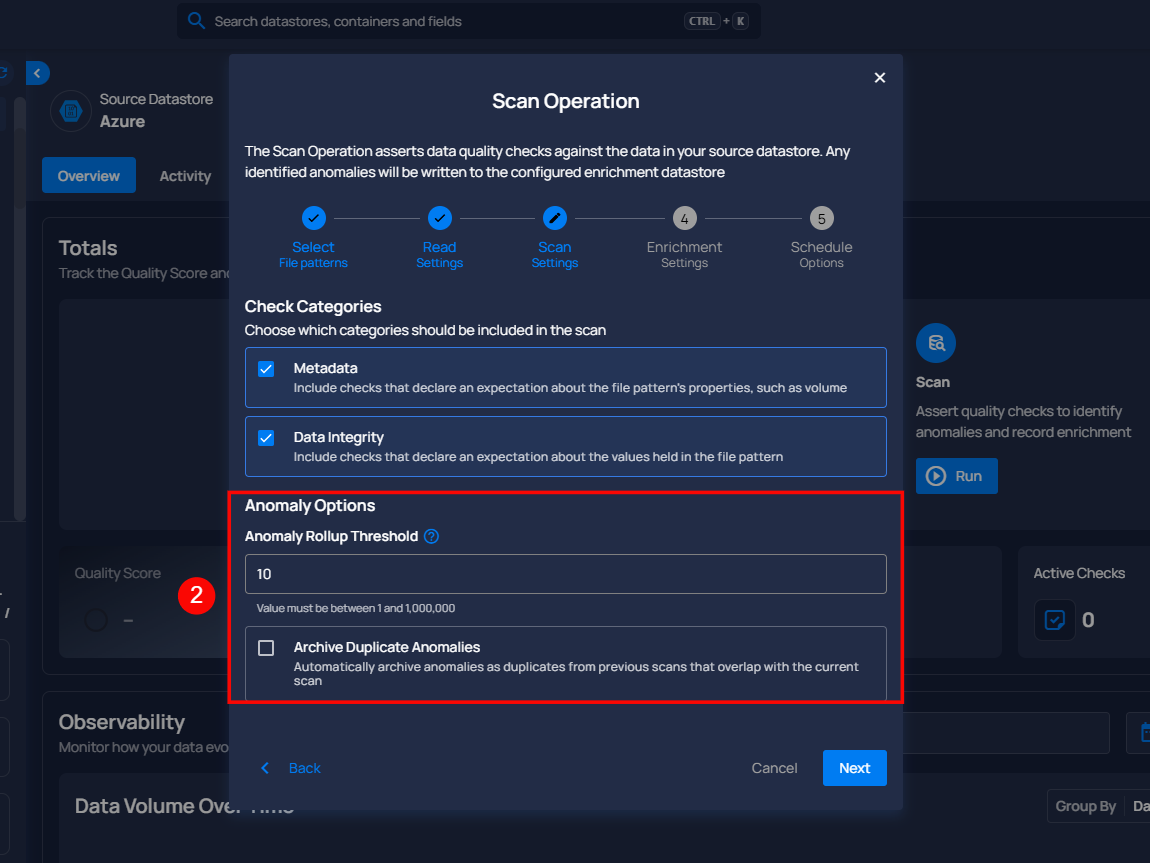 Search datastores, containers and fields
CTRL + K
Source Datastore
Azure
Overview
Activity
Totals
Track the Quality Score and
Quality Score
–
2
Observability
Monitor how your data evo
Data Volume Over Time
Scan Operation
The Scan Operation asserts data quality checks against the data in your source datastore. Any
identified anomalies will be written to the configured enrichment datastore
Select
File patterns
Read
Settings
Scan
Settings
4
Enrichment
Settings
5
Schedule
Options
Check Categories
Choose which categories should be included in the scan
Metadata
Include checks that declare an expectation about the file pattern's properties, such as volume
Data Integrity
Include checks that declare an expectation about the values held in the file pattern
Anomaly Options
Anomaly Rollup Threshold ?
10
Value must be between 1 and 1,000,000
Archive Duplicate Anomalies
Automatically archive anomalies as duplicates from previous scans that overlap with the current
scan
Back
Cancel
Next
Scan
Assert quality checks to identify
anomalies and record enrichment
Run
Active Checks
0
Group By
Da